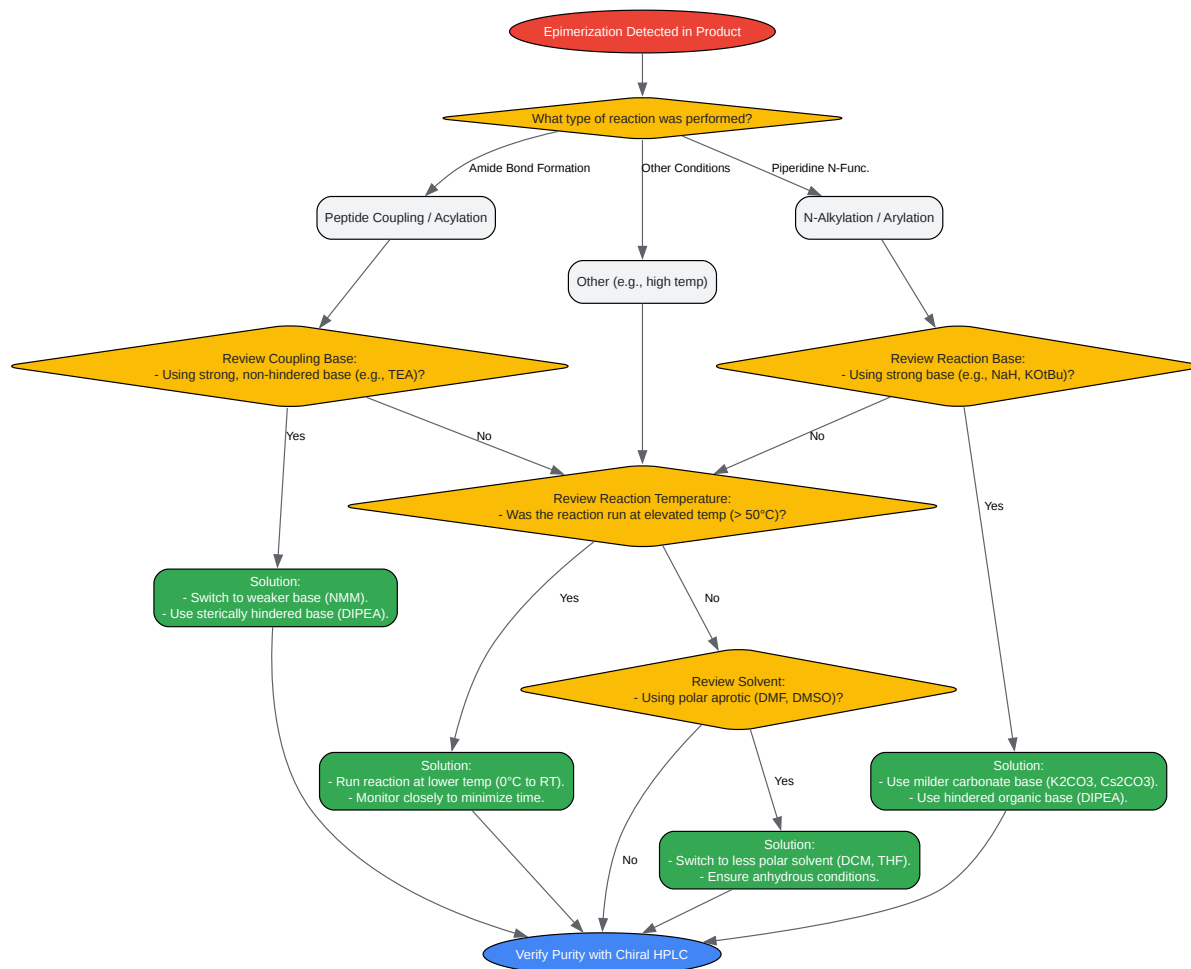 Epimerization Detected in Product
What type of reaction was performed?
Amide Bond Formation
Other Conditions
Piperidine N-Func.
Peptide Coupling / Acylation
N-Alkylation / Arylation
Other (e.g., high temp)
Review Coupling Base:
- Using strong, non-hindered base (e.g., TEA)?
Review Reaction Base:
- Using strong base (e.g., NaH, KOtBu)?
Yes
No
No
Yes
Review Reaction Temperature:
- Was the reaction run at elevated temp (> 50°C)?
Solution:
- Switch to weaker base (NMM).
- Use sterically hindered base (DIPEA).
Yes
No
Review Solvent:
- Using polar aprotic (DMF, DMSO)?
Solution:
- Run reaction at lower temp (0°C to RT).
- Monitor closely to minimize time.
Yes
Solution:
- Use milder carbonate base (K2CO3, Cs2CO3).
- Use hindered organic base (DIPEA).
No
Solution:
- Switch to less polar solvent (DCM, THF).
- Ensure anhydrous conditions.
Verify Purity with Chiral HPLC